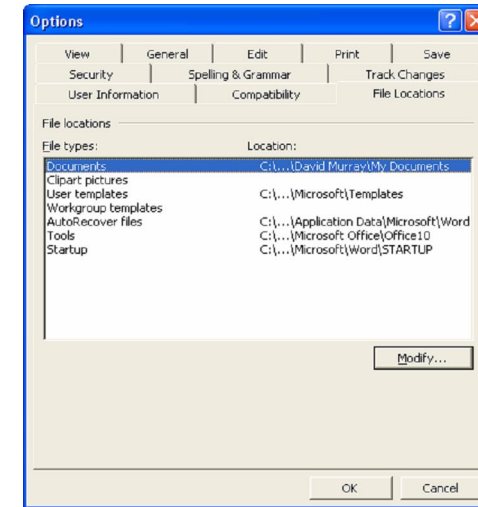 Options
View General Edit Print Save
Security Spelling & Grammar Track Changes
User Information Compatibility File Locations
File locations
File types: Location:
Documents C:\...\David Murray\My Documents
Clipart pictures
User templates C:\...\Microsoft\Templates
Workgroup templates
AutoRecover files C:\...\Application Data\Microsoft\Word
Tools C:\...\Microsoft Office\Office10
Startup C:\...\Microsoft\Word\STARTUP
Modify...
OK Cancel